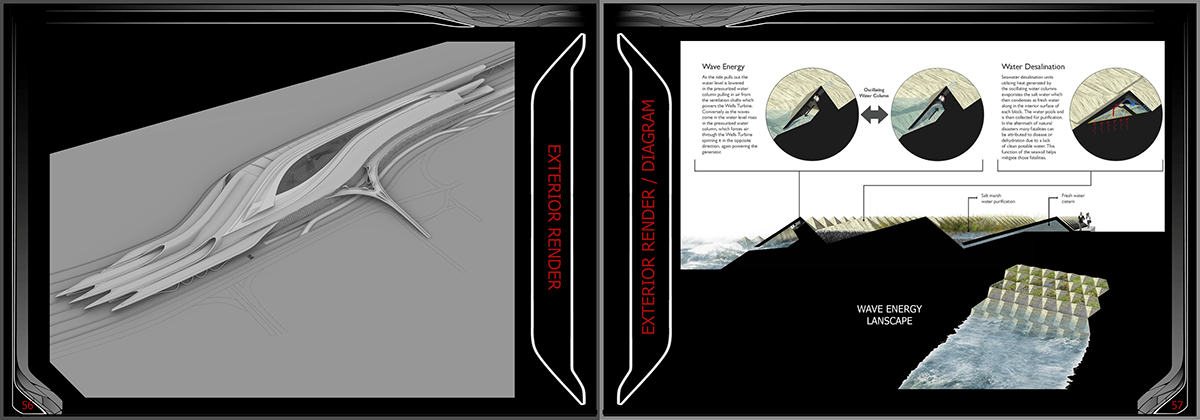 EXTERIOR RENDER
56
EXTERIOR RENDER / DIAGRAM
Wave Energy
As the tide pulls out the
water level is lowered
in the pressurized water
column pulling in air from
the ventilation shafts which
powers the Wells Turbine.
Conversely as the waves
come in the water level rises
in the pressurized water
column, which forces air
through the Wells Turbine
spinning it in the opposite
direction, again powering the
generator.
Oscillating
Water Column
Water Desalination
Seawater desalination units
utilizing heat generated by
the oscillating water columns
evaporates the salt water which
then condenses as fresh water
along in the interior surface of
each block. The water pools and
is then collected for purification.
In the aftermath of natural
disasters many fatalities can
be attributed to disease or
dehydration due to a lack
of clean potable water. This
function of the seawall helps
mitigate those fatalities.
Salt marsh
water purification
Fresh water
cistern
WAVE ENERGY
LANSCAPE
57